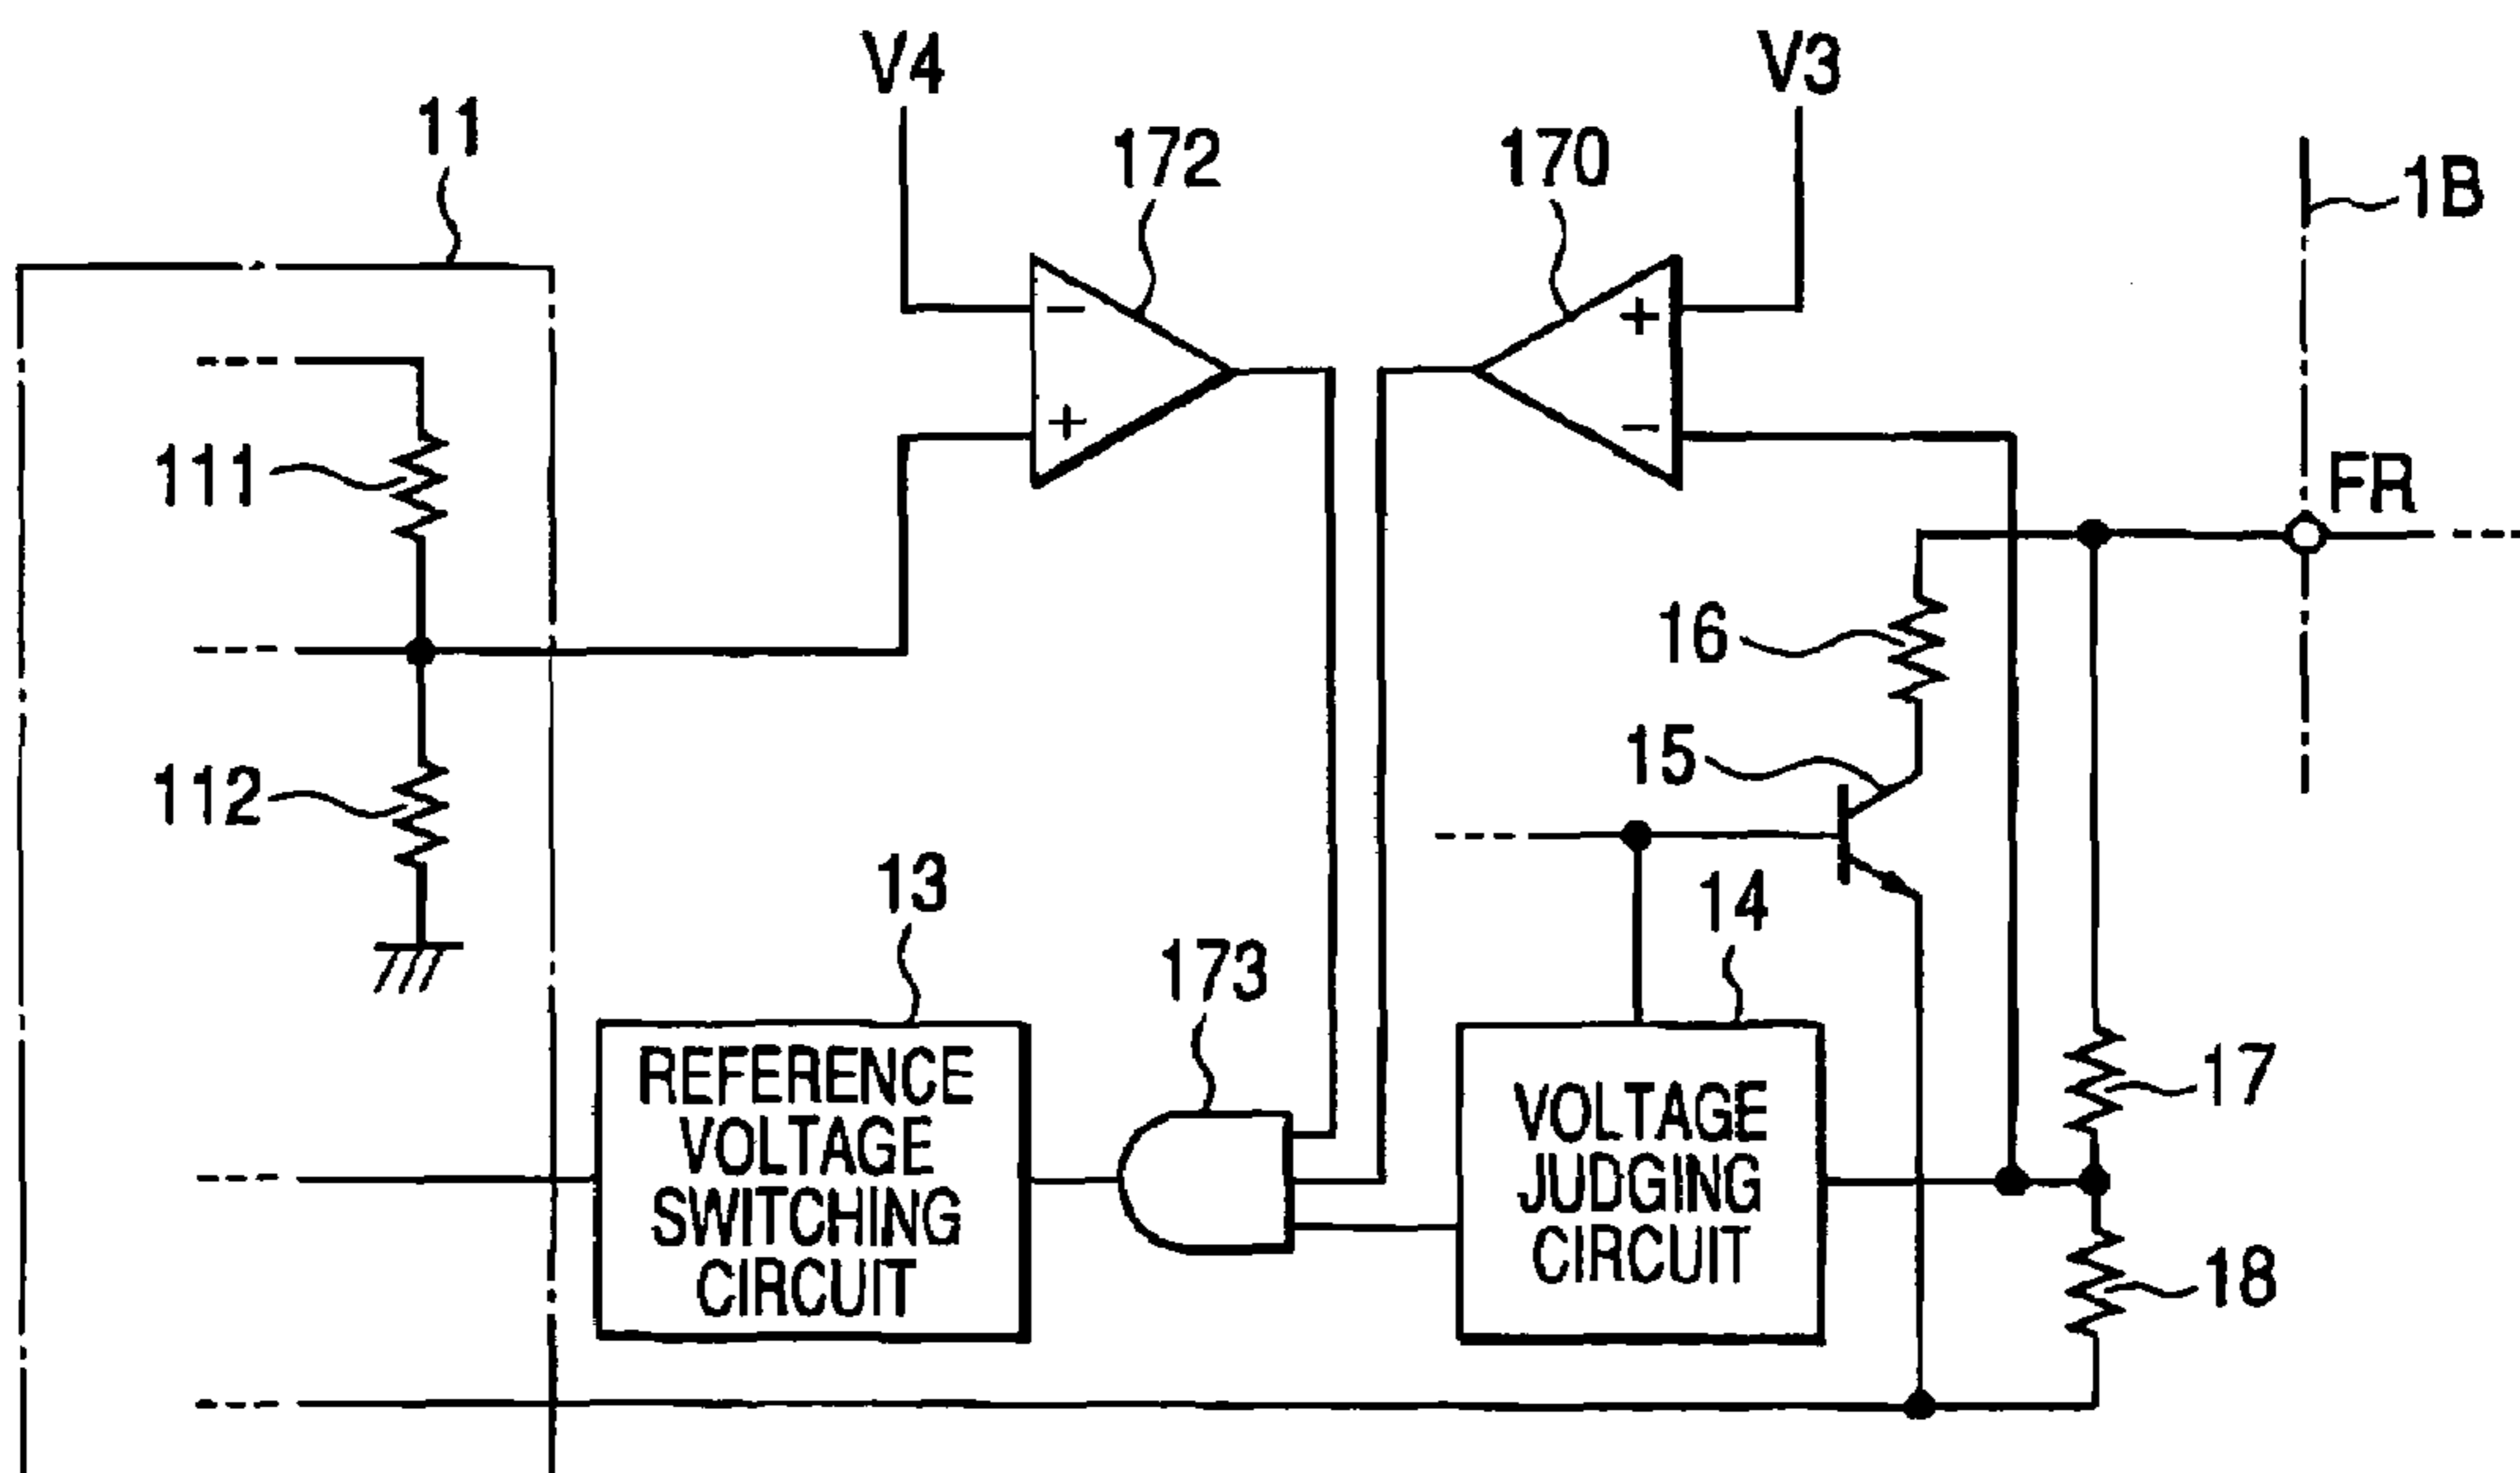 V4
V3
11
172
170
1B
−
+
+
−
111
FR
16
15
112
13
14
173
REFERENCE
VOLTAGE
SWITCHING
CIRCUIT
VOLTAGE
JUDGING
CIRCUIT
17
18